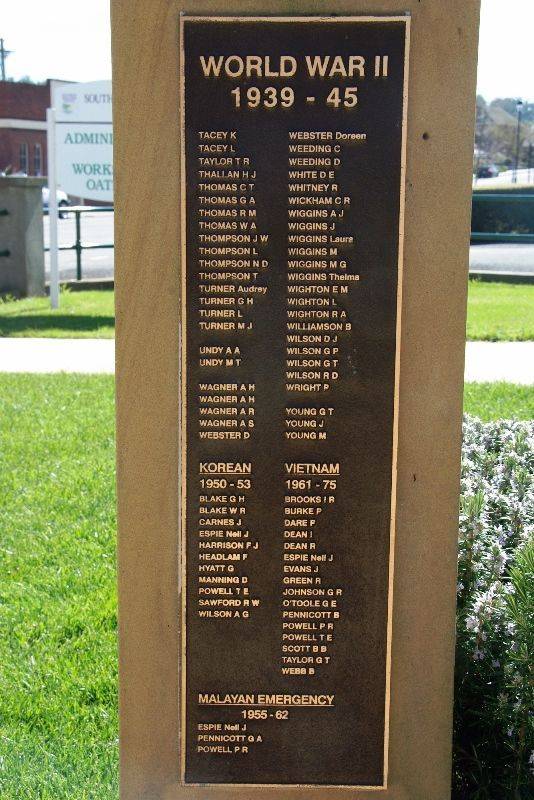 WORLD WAR II
1939 - 45
TACEY K
TACEY L
TAYLOR T R
THALLAN H J
THOMAS C T
THOMAS G A
THOMAS R M
THOMAS W A
THOMPSON J W
THOMPSON L
THOMPSON N D
THOMPSON T
TURNER Audrey
TURNER G H
TURNER L
TURNER M J
UNDY A A
UNDY M T
WAGNER A H
WAGNER A H
WAGNER A R
WAGNER A S
WEBSTER D
WEBSTER Doreen
WEEDING C
WEEDING D
WHITE D E
WHITNEY R
WICKHAM C R
WIGGINS A J
WIGGINS J
WIGGINS Laura
WIGGINS M
WIGGINS M G
WIGGINS Thelma
WIGHTON E M
WIGHTON L
WIGHTON R A
WILLIAMSON B
WILSON D J
WILSON G P
WILSON G T
WILSON R D
WRIGHT P
YOUNG G T
YOUNG J
YOUNG M
KOREAN
1950 - 53
BLAKE G H
BLAKE W R
CARNES J
ESPIE Neil J
HARRISON F J
HEADLAM F
HYATT G
MANNING D
POWELL T E
SAWFORD R W
WILSON A G
VIETNAM
1961 - 75
BROOKS I R
BURKE P
DARE F
DEAN I
DEAN R
ESPIE Neil J
EVANS J
GREEN R
JOHNSON G R
O'TOOLE G E
PENNICOTT B
POWELL P R
POWELL T E
SCOTT B B
TAYLOR G T
WEBB B
MALAYAN EMERGENCY
1955 - 62
ESPIE Neil J
PENNICOTT G A
POWELL P R
SOUTH
ADMINI
WORK
OAT